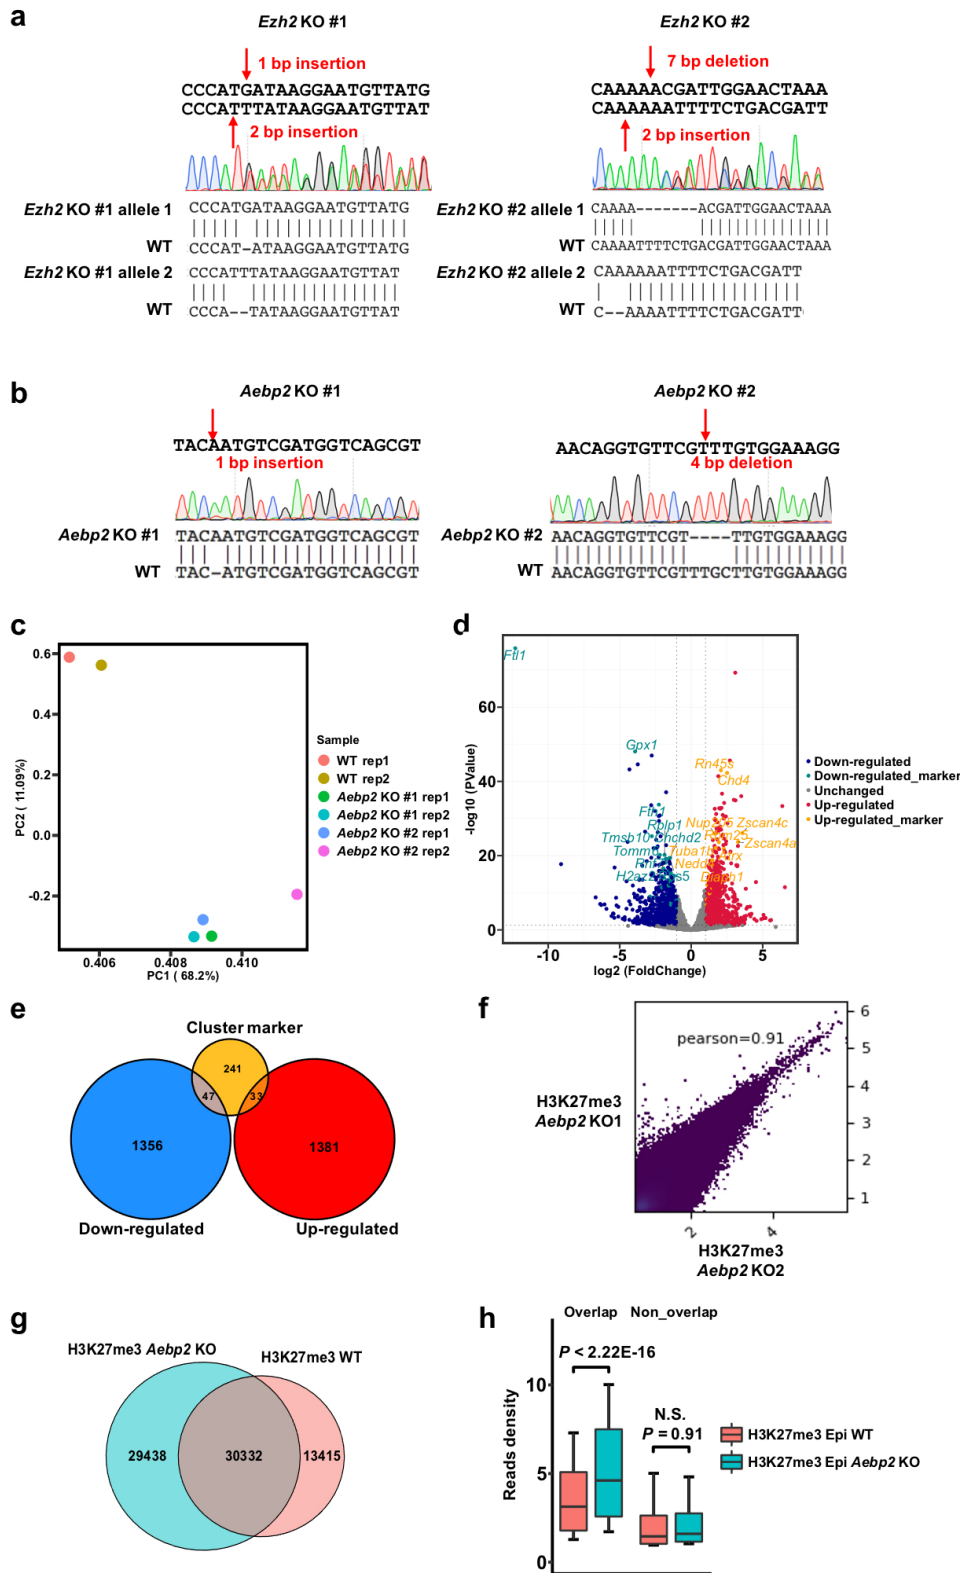 a
Ezh2 KO #1
Ezh2 KO #2
1 bp insertion
CCCATGATAAGGAATGTTATG
CCCATTTATAAGGAATGTTAT
2 bp insertion
7 bp deletion
CAAAAACGATTGGAACTAAA
CAAAAAATTTTCTGACGATT
2 bp insertion
Ezh2 KO #1 allele 1 CCCATGATAAGGAATGTTATG
WT CCCAT-ATAAGGAATGTTATG
Ezh2 KO #1 allele 2 CCCATTTATAAGGAATGTTAT
WT CCCA--TATAAGGAATGTTAT
Ezh2 KO #2 allele 1 CAAAA-------ACGATTGGAACTAAA
WT CAAAATTTTCTGACGATTGGAACTAAA
Ezh2 KO #2 allele 2 CAAAAAATTTTCTGACGATT
WT C--AAAATTTTCTGACGATT
b
Aebp2 KO #1
Aebp2 KO #2
TACAATGTCGATGGTCAGCGT
1 bp insertion
AACAGGTGTTCGTTTGTGGAAAGG
4 bp deletion
Aebp2 KO #1 TACAATGTCGATGGTCAGCGT
WT TAC-ATGTCGATGGTCAGCGT
Aebp2 KO #2 AACAGGTGTTCGT----TTGTGGAAAGG
WT AACAGGTGTTCGTTTGCTTGTGGAAAGG
c
0.6
0.4
0.2
0.0
-0.2
PC2 ( 11.09%)
0.406 0.408 0.410
PC1 ( 68.2%)
Sample
WT rep1
WT rep2
Aebp2 KO #1 rep1
Aebp2 KO #1 rep2
Aebp2 KO #2 rep1
Aebp2 KO #2 rep2
d
Ftl1
Gpx1
Rn45s
Chd4
Fth1
Rplp1
Zscan4c
Tmsb10
Chchd2
Zscan4a
Diaph1
60
40
20
0
-log10 (PValue)
-10 -5 0 5
log2 (FoldChange)
Down-regulated
Down-regulated_marker
Unchanged
Up-regulated
Up-regulated_marker
e
Cluster marker
241
47
33
1356
1381
Down-regulated
Up-regulated
f
pearson=0.91
H3K27me3
Aebp2 KO1
6
5
4
3
2
1
2 4
H3K27me3
Aebp2 KO2
g
H3K27me3 Aebp2 KO
H3K27me3 WT
29438
30332
13415
h
Overlap Non_overlap
P < 2.22E-16
N.S.
P = 0.91
10
5
0
Reads density
H3K27me3 Epi WT
H3K27me3 Epi Aebp2 KO